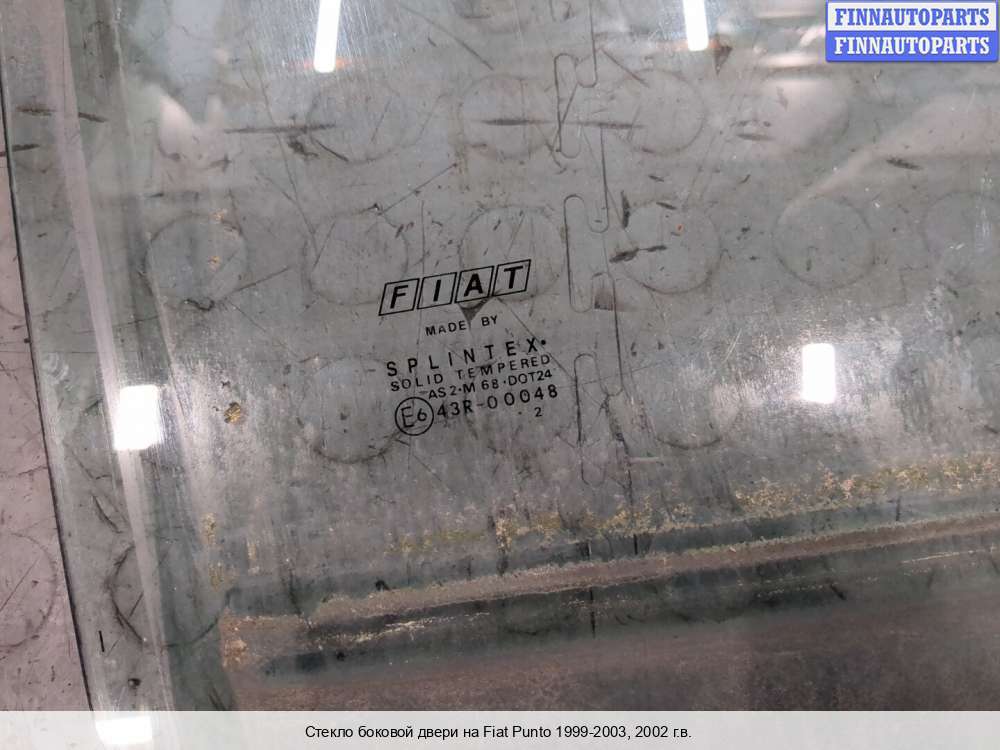 FINNAUTOPARTS
FINNAUTOPARTS
FIAT
MADE BY
SPLINTEX
SOLID TEMPERED
AS2·M68·DOT24
E6 43R-00048
2
Стекло боковой двери на Fiat Punto 1999-2003, 2002 г.в.